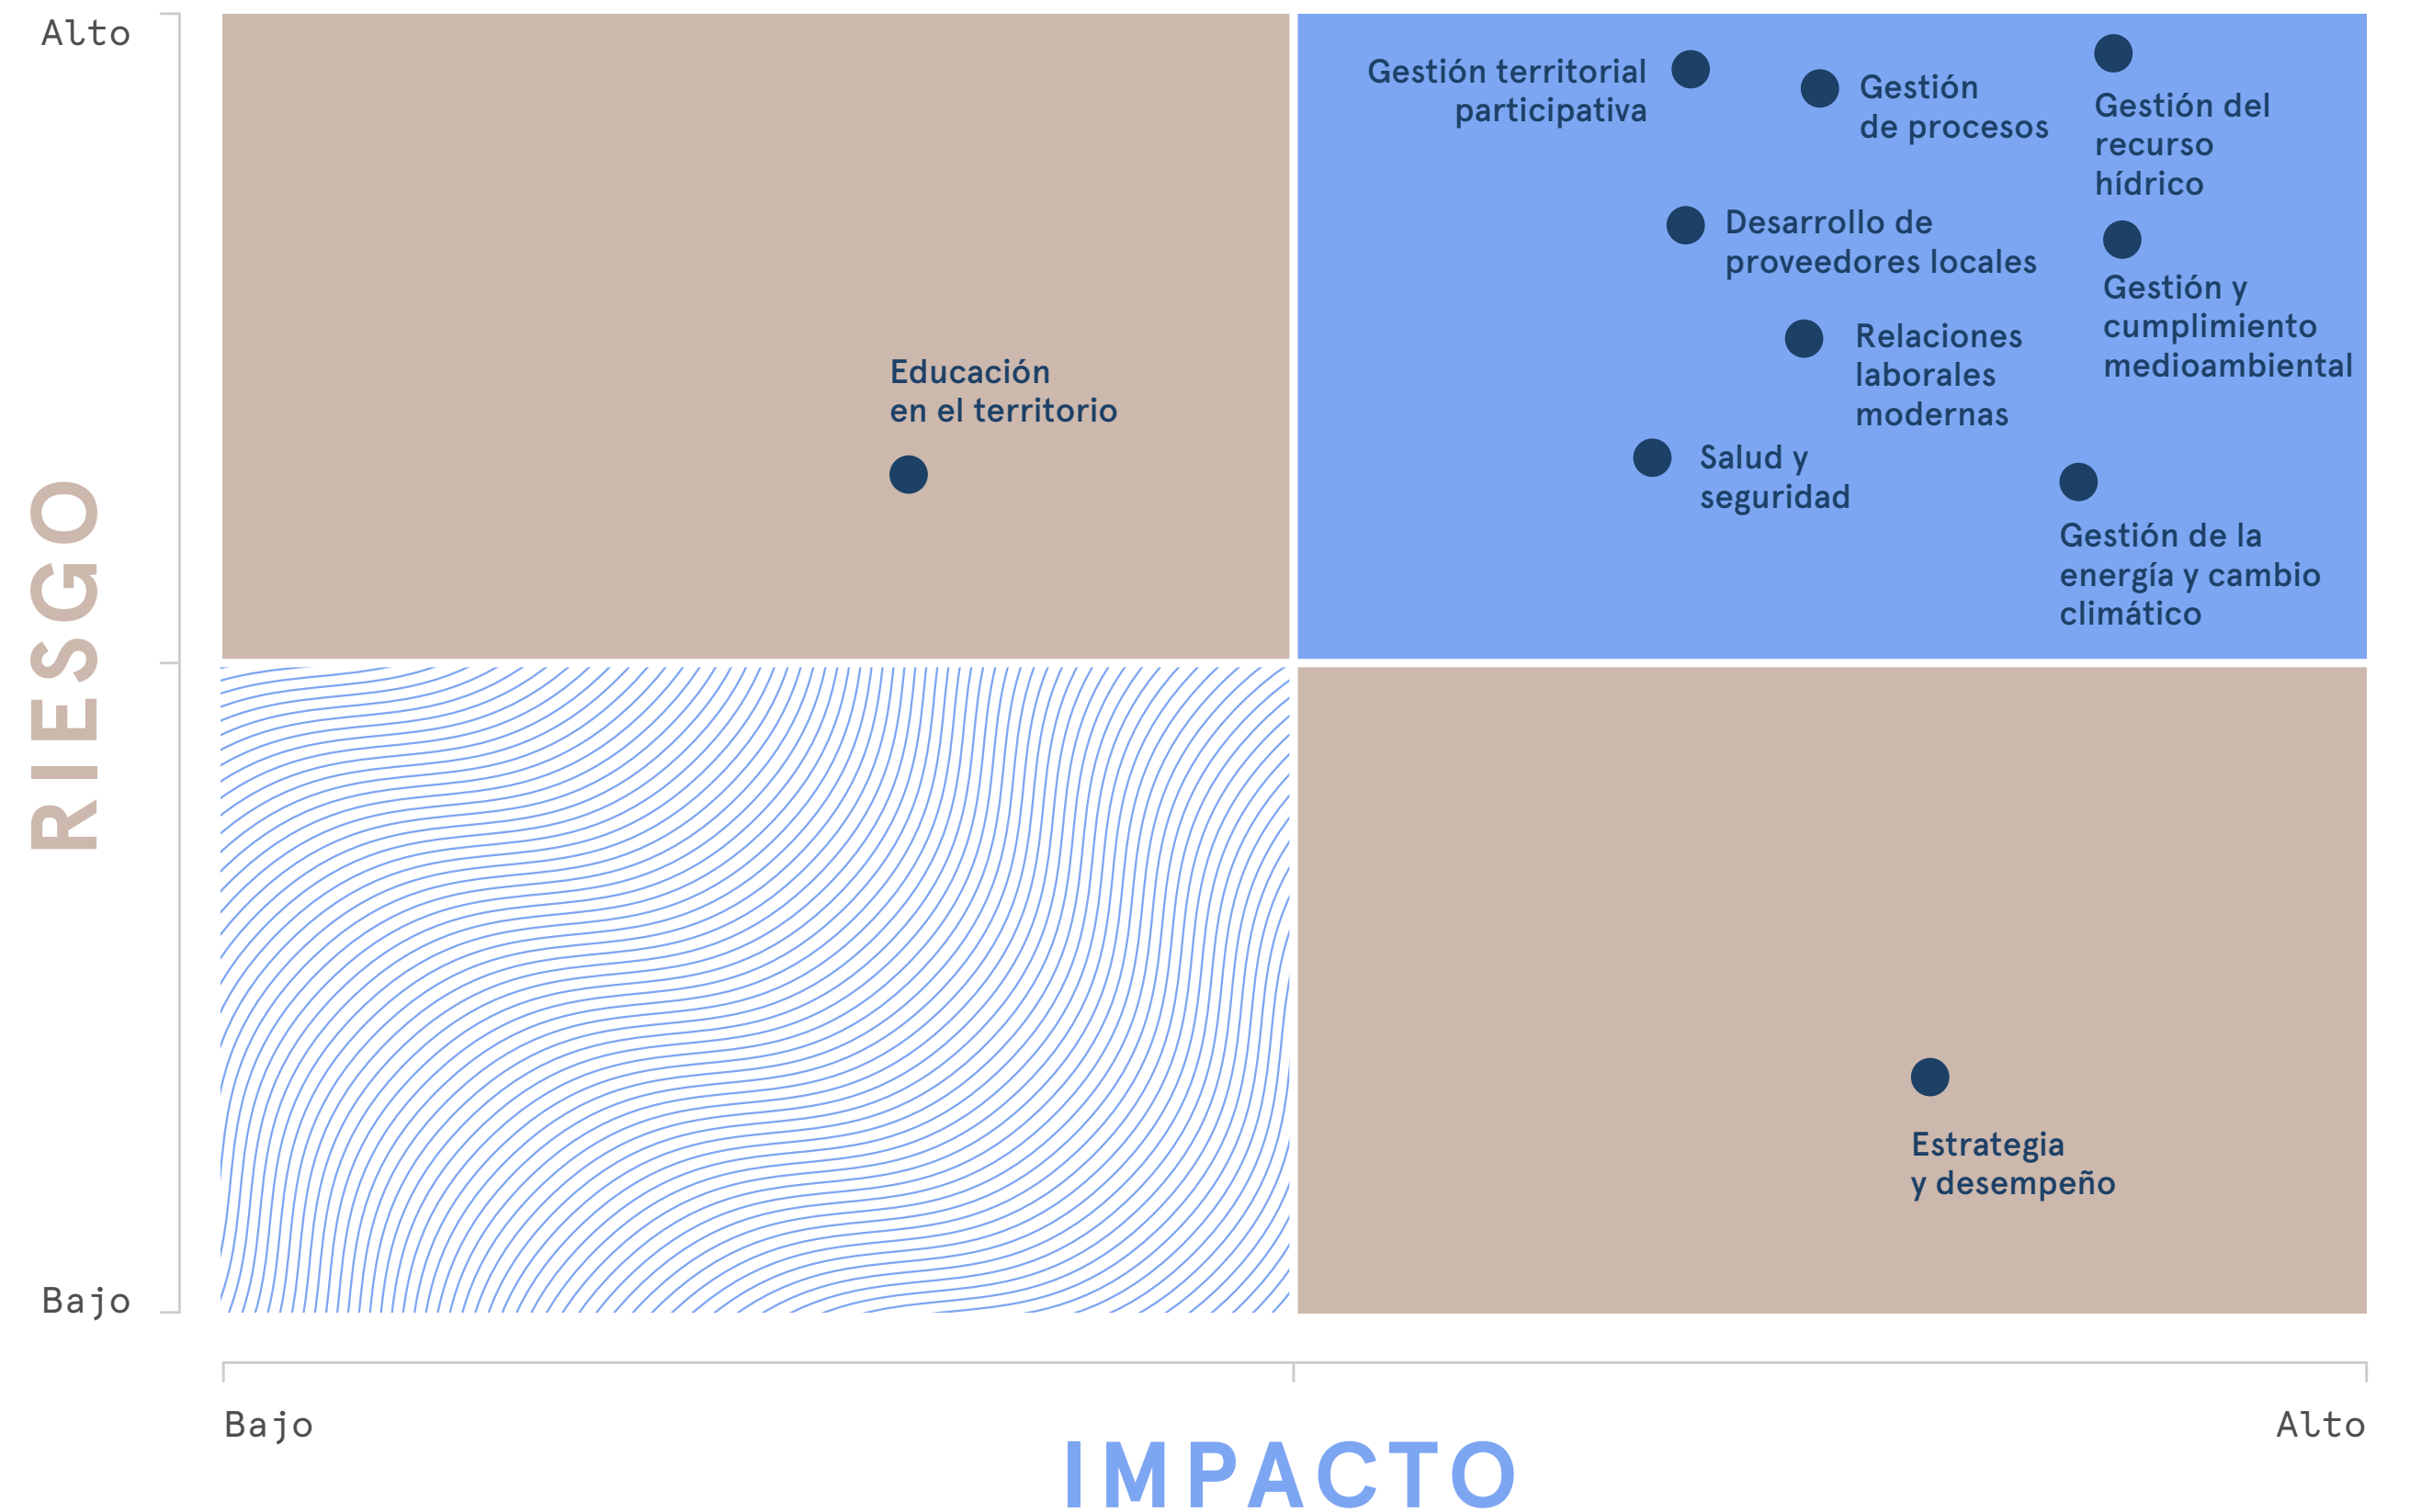 Alto
Gestión territorial
participativa
Gestión
de procesos
Gestión del
recurso
hídrico
Desarrollo de
proveedores locales
Gestión y
cumplimiento
medioambiental
Relaciones
laborales
modernas
Educación
en el territorio
Salud y
seguridad
Gestión de la
energía y cambio
climático
RIESGO
Estrategia
y desempeño
Bajo
Bajo
Alto
IMPACTO